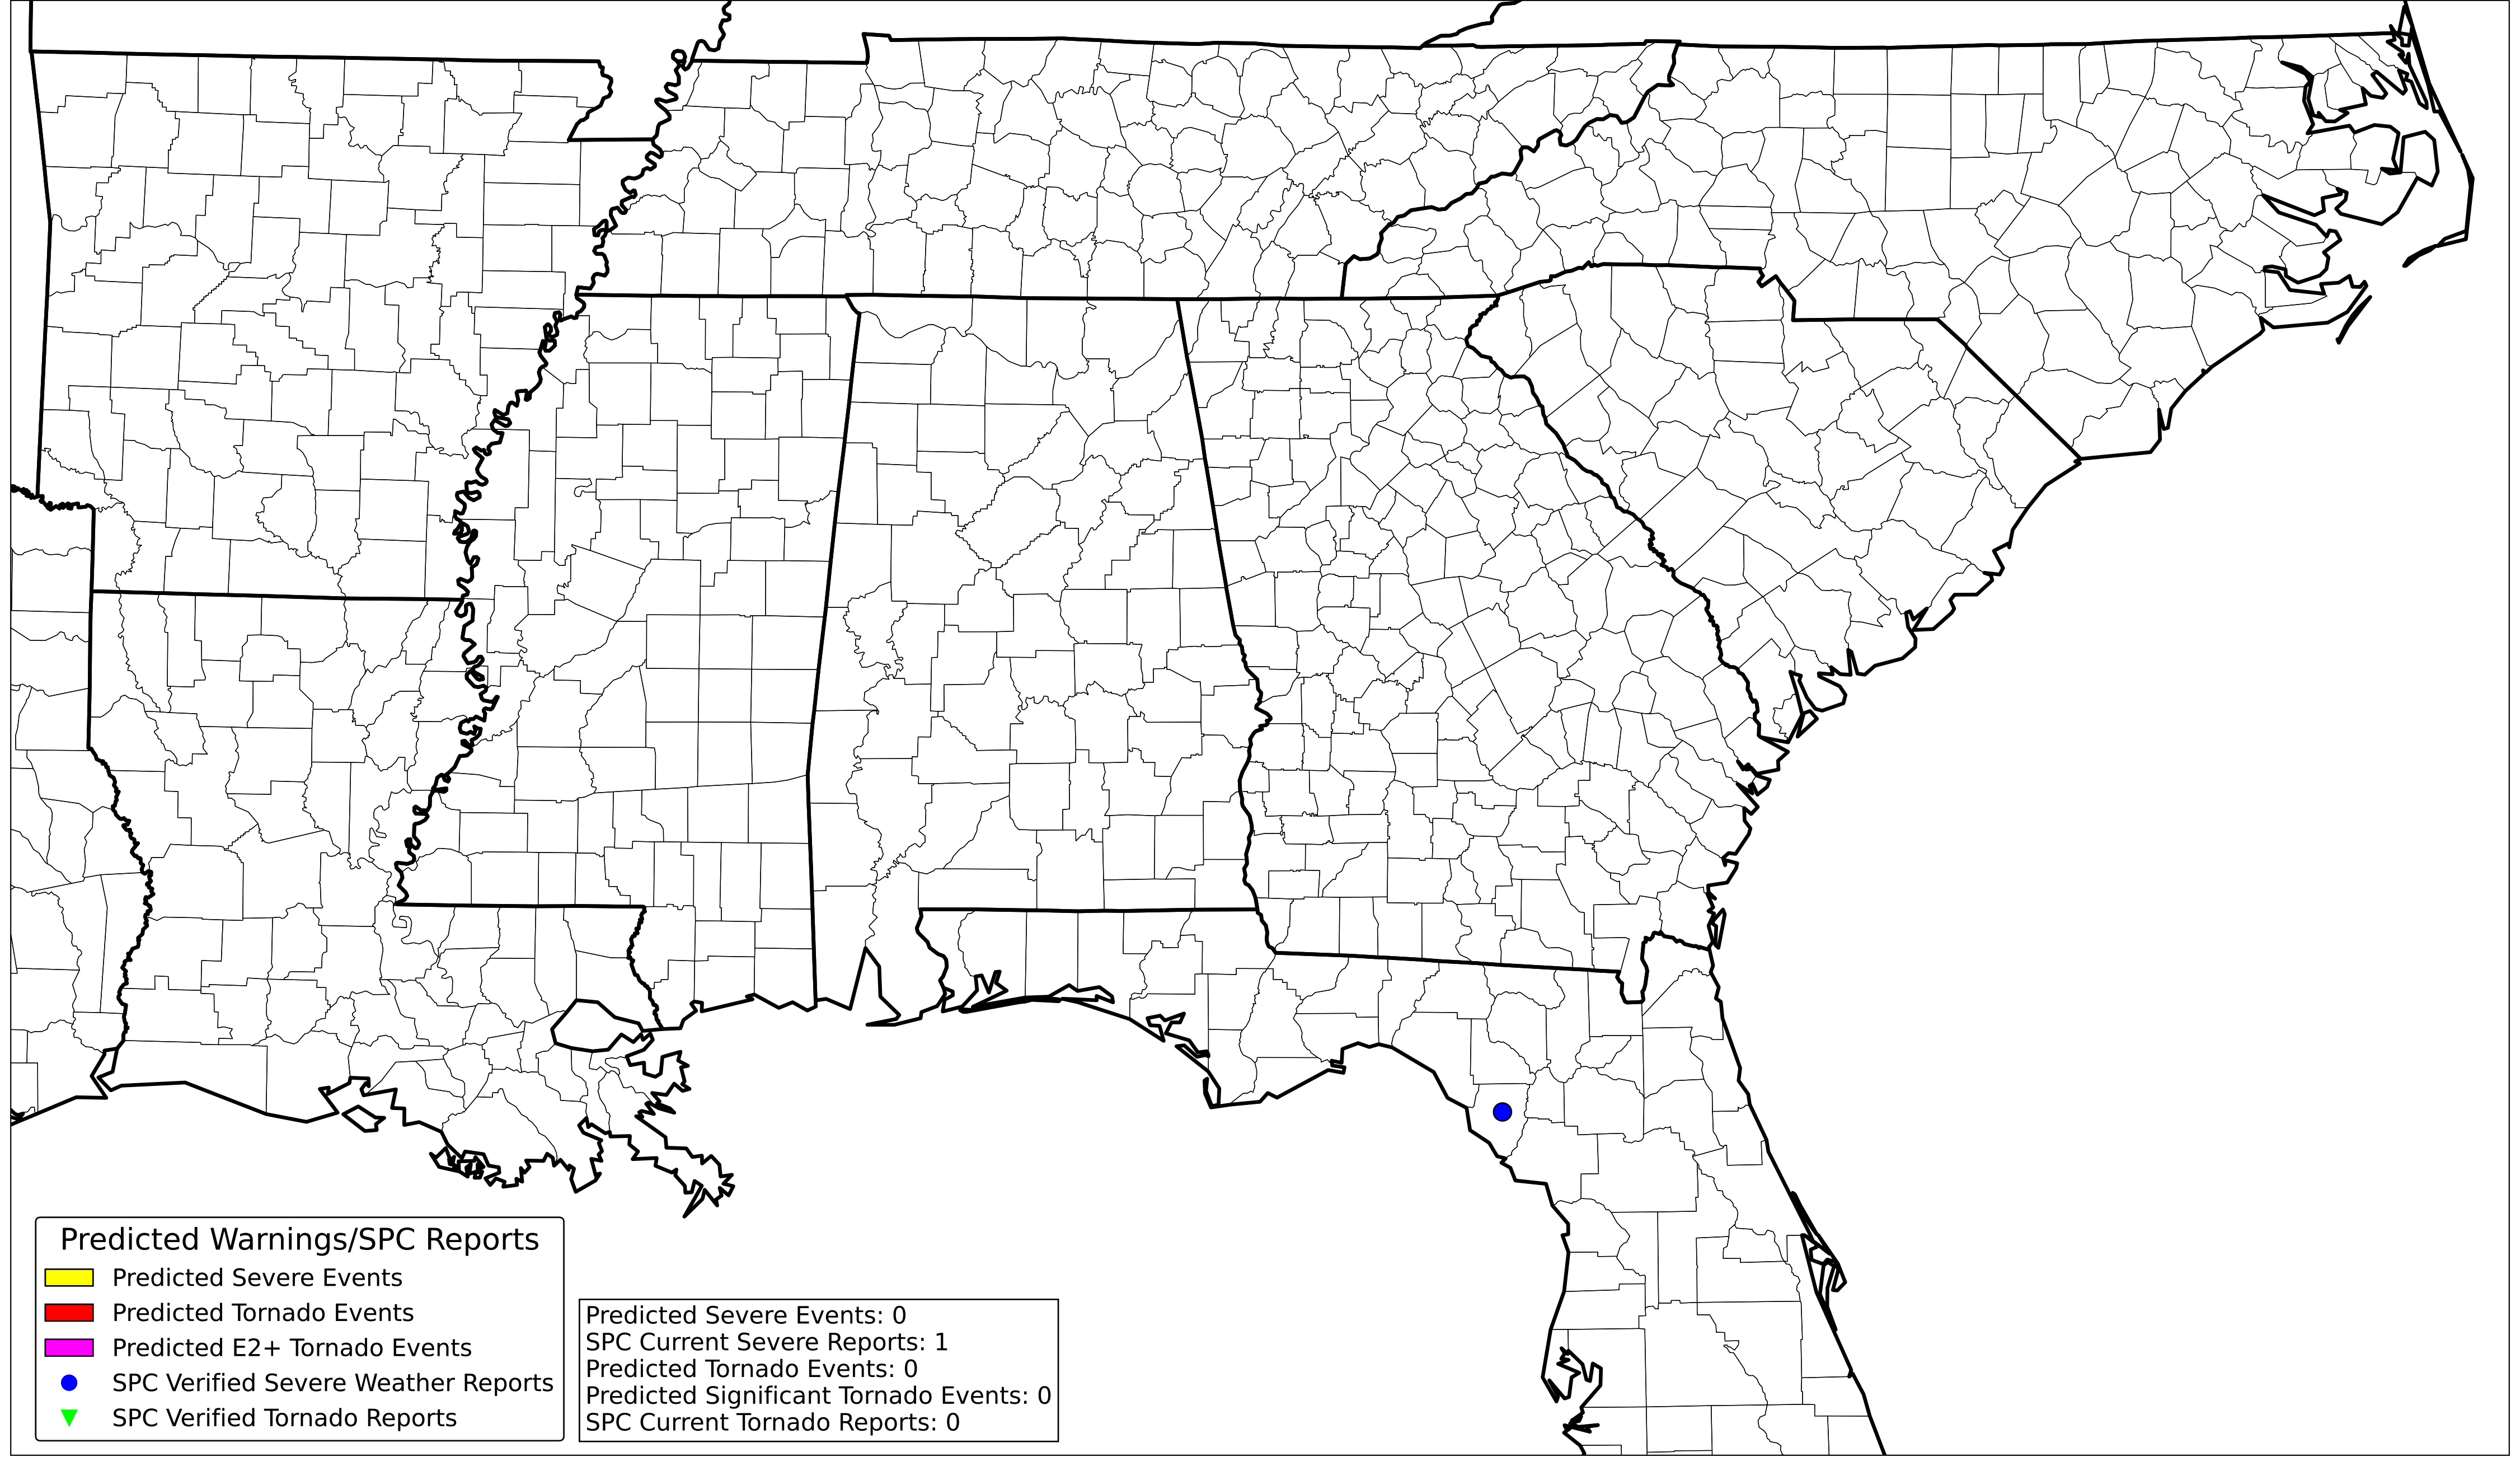 Predicted Warnings/SPC Reports
Predicted Severe Events
Predicted Tornado Events
Predicted E2+ Tornado Events
SPC Verified Severe Weather Reports
SPC Verified Tornado Reports
Predicted Severe Events: 0
SPC Current Severe Reports: 1
Predicted Tornado Events: 0
Predicted Significant Tornado Events: 0
SPC Current Tornado Reports: 0